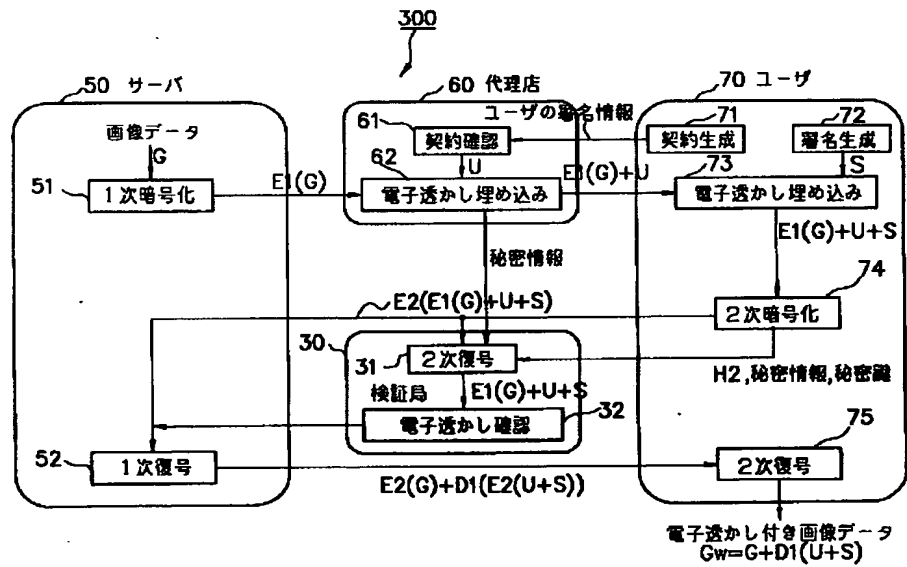 300
50 サーバ
60 代理店
70 ユーザ
ユーザの署名情報
画像データ
G
61
契約確認
71
契約生成
72
署名生成
51
1次暗号化
E1(G)
62
U
電子透かし埋め込み
E1(G)+U
73
S
電子透かし埋め込み
E1(G)+U+S
秘密情報
74
2次暗号化
E2(E1(G)+U+S)
30
31
2次復号
H2,秘密情報,秘密鍵
検証局
E1(G)+U+S
電子透かし確認
32
52
1次復号
75
2次復号
E2(G)+D1(E2(U+S))
電子透かし付き画像データ
Gw=G+D1(U+S)